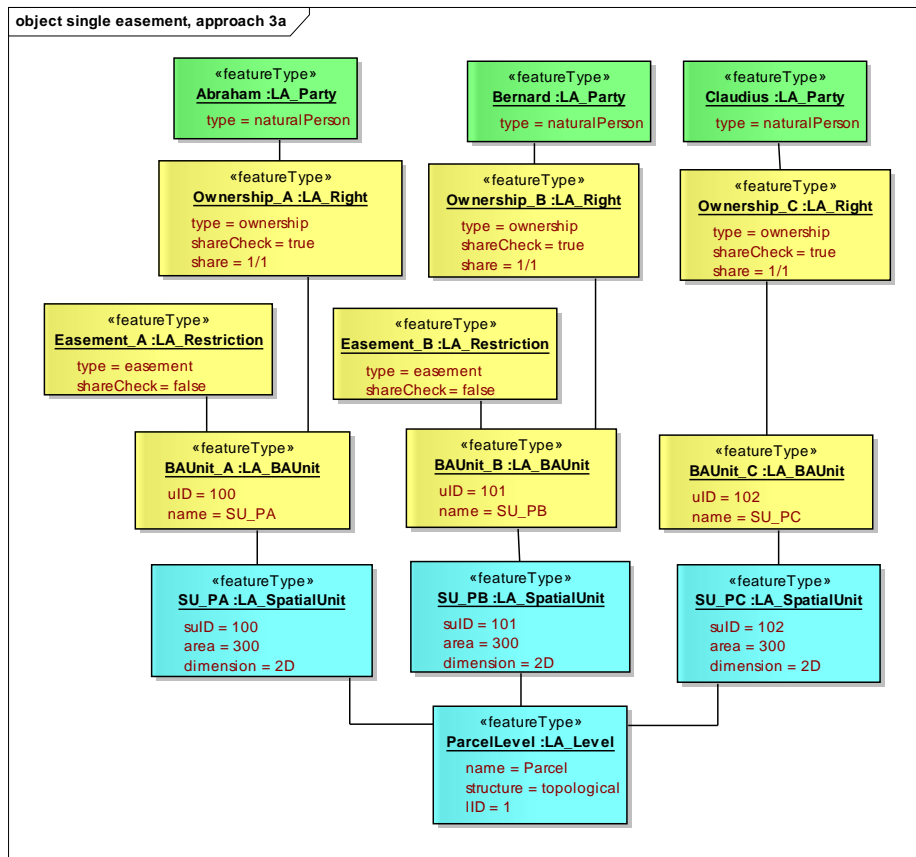 object single easement, approach 3a
«featureType»
Abraham :LA_Party
type = naturalPerson
«featureType»
Bernard :LA_Party
type = naturalPerson
«featureType»
Claudius :LA_Party
type = naturalPerson
«featureType»
Ownership_A :LA_Right
type = ownership
shareCheck = true
share = 1/1
«featureType»
Ownership_B :LA_Right
type = ownership
shareCheck = true
share = 1/1
«featureType»
Ownership_C :LA_Right
type = ownership
shareCheck = true
share = 1/1
«featureType»
Easement_A :LA_Restriction
type = easement
shareCheck = false
«featureType»
Easement_B :LA_Restriction
type = easement
shareCheck = false
«featureType»
BAUnit_A :LA_BAUnit
uID = 100
name = SU_PA
«featureType»
BAUnit_B :LA_BAUnit
uID = 101
name = SU_PB
«featureType»
BAUnit_C :LA_BAUnit
uID = 102
name = SU_PC
«featureType»
SU_PA :LA_SpatialUnit
suID = 100
area = 300
dimension = 2D
«featureType»
SU_PB :LA_SpatialUnit
suID = 101
area = 300
dimension = 2D
«featureType»
SU_PC :LA_SpatialUnit
suID = 102
area = 300
dimension = 2D
«featureType»
ParcelLevel :LA_Level
name = Parcel
structure = topological
lID = 1